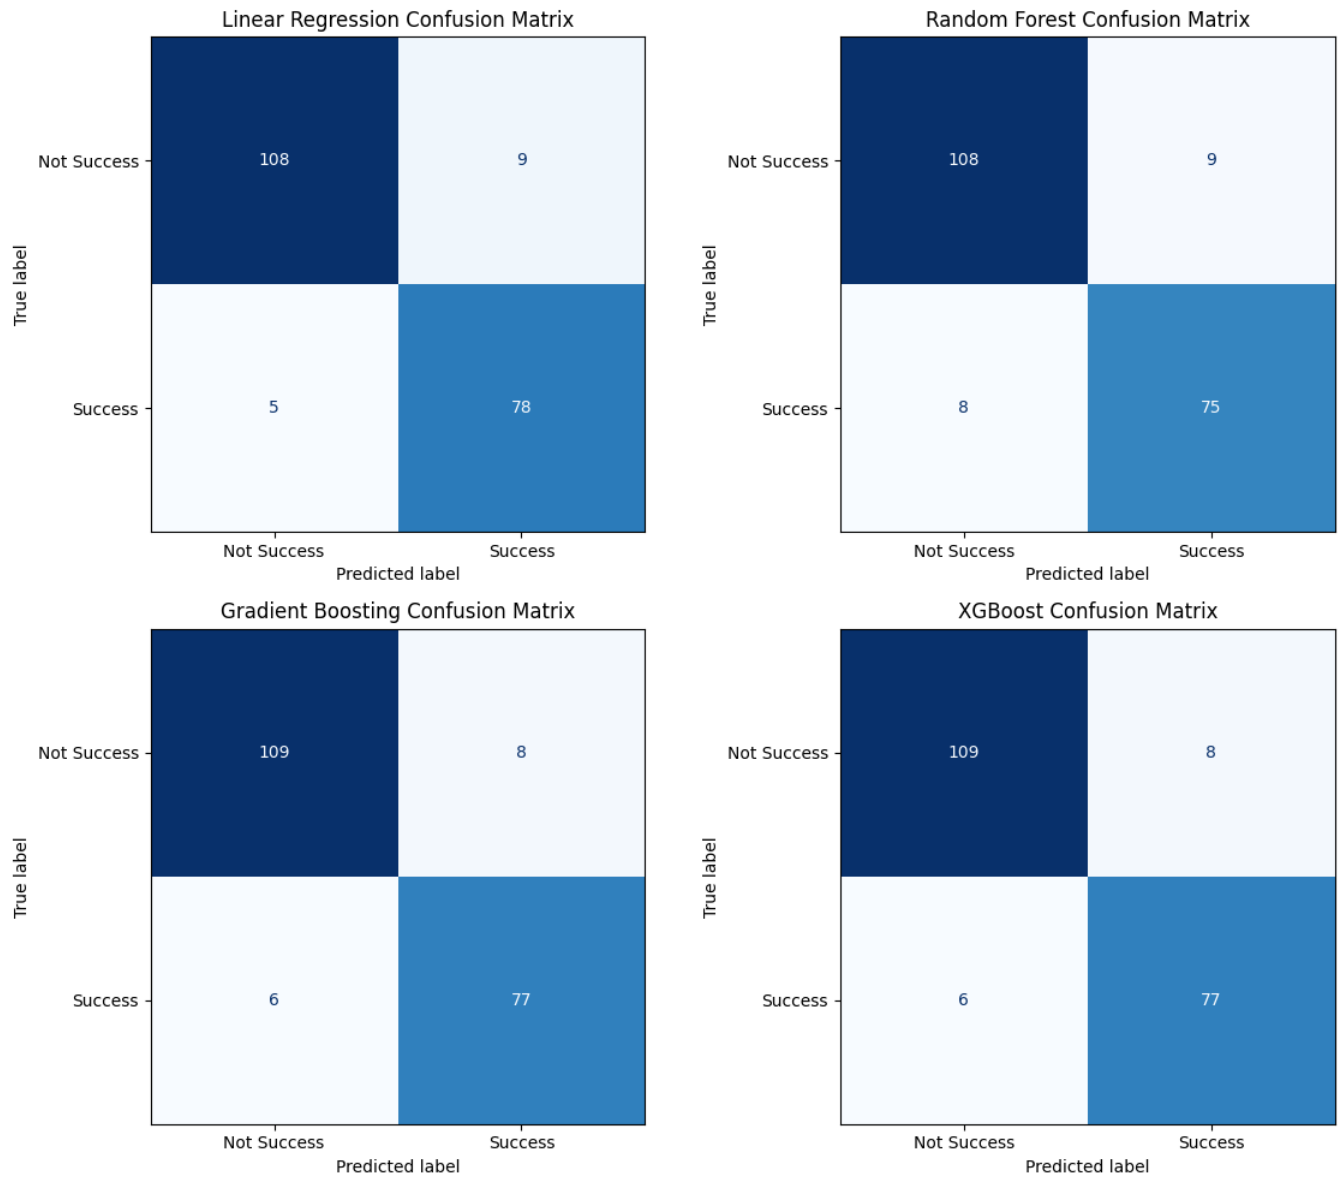 Linear Regression Confusion Matrix
True label
Not Success
108
9
Success
5
78
Not Success
Success
Predicted label
Random Forest Confusion Matrix
True label
Not Success
108
9
Success
8
75
Not Success
Success
Predicted label
Gradient Boosting Confusion Matrix
True label
Not Success
109
8
Success
6
77
Not Success
Success
Predicted label
XGBoost Confusion Matrix
True label
Not Success
109
8
Success
6
77
Not Success
Success
Predicted label